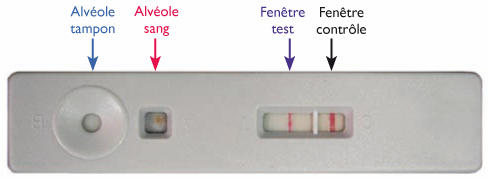 Alvéole
tampon
Alvéole
sang
Fenêtre
test
Fenêtre
contrôle